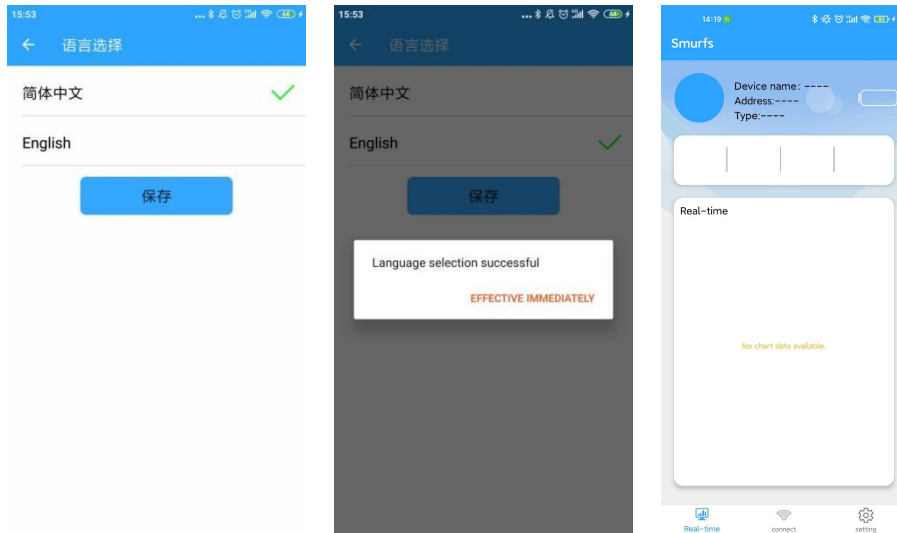 15:53
语言选择
简体中文
English
保存
15:53
语言选择
简体中文
English
保存
Language selection successful
EFFECTIVE IMMEDIATELY
14:19
Smurfs
Device name: ----
Address:----
Type:----
Real-time
No chart data available.
Real-time
connect
setting